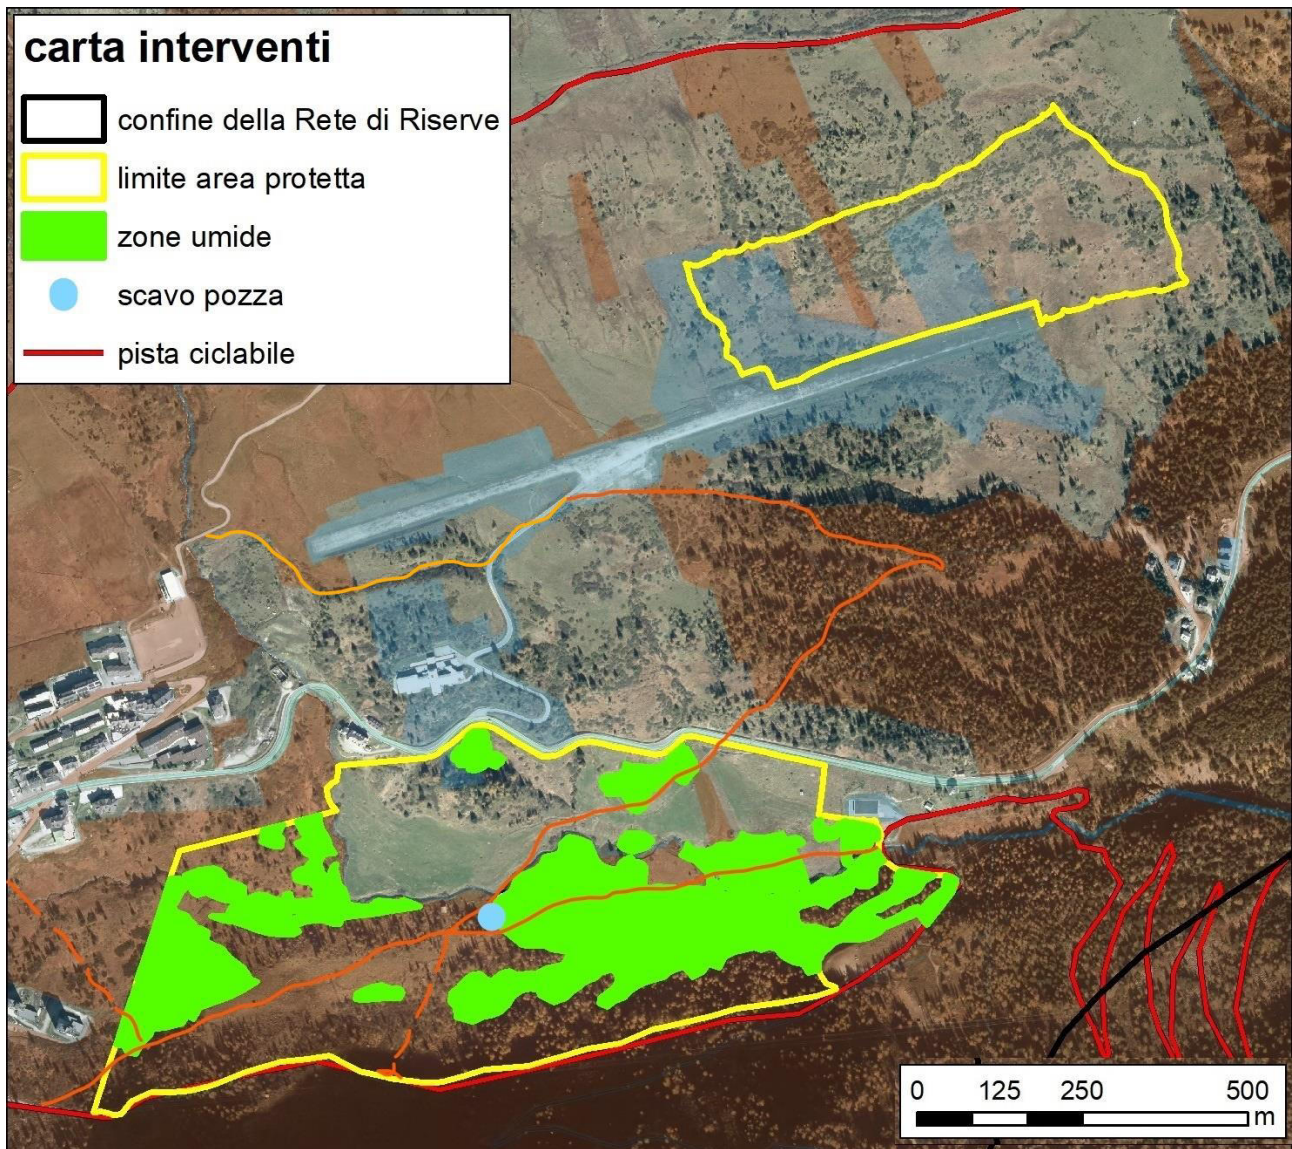 carta interventi
confine della Rete di Riserve
limite area protetta
zone umide
scavo pozza
pista ciclabile
0 125 250 500
m